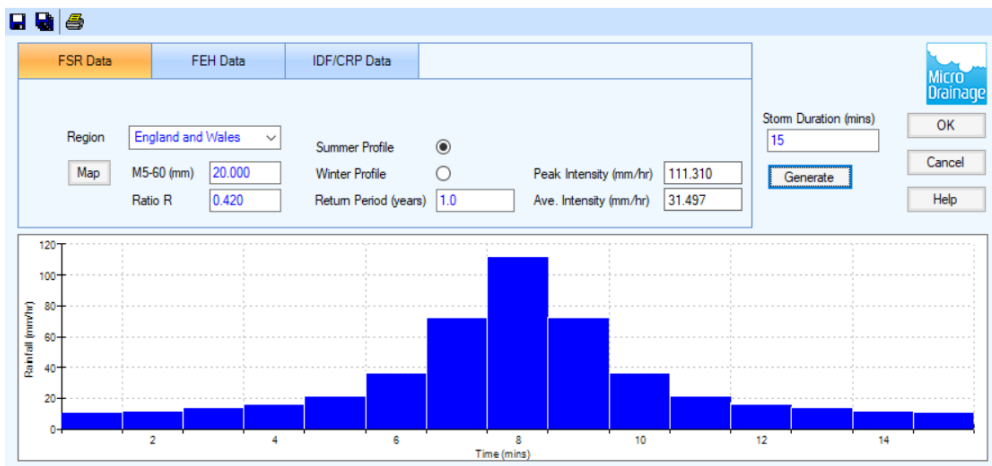 FSR Data
FEH Data
IDF/CRP Data
Micro
Drainage
Region
England and Wales
Summer Profile
Storm Duration (mins)
15
OK
Map
M5-60 (mm)
20.000
Winter Profile
Peak Intensity (mm/hr)
111.310
Generate
Cancel
Ratio R
0.420
Return Period (years)
1.0
Ave. Intensity (mm/hr)
31.497
Help
Rainfall (mm/hr)
120
100
80
60
40
20
0
2
4
6
8
10
12
14
Time (mins)